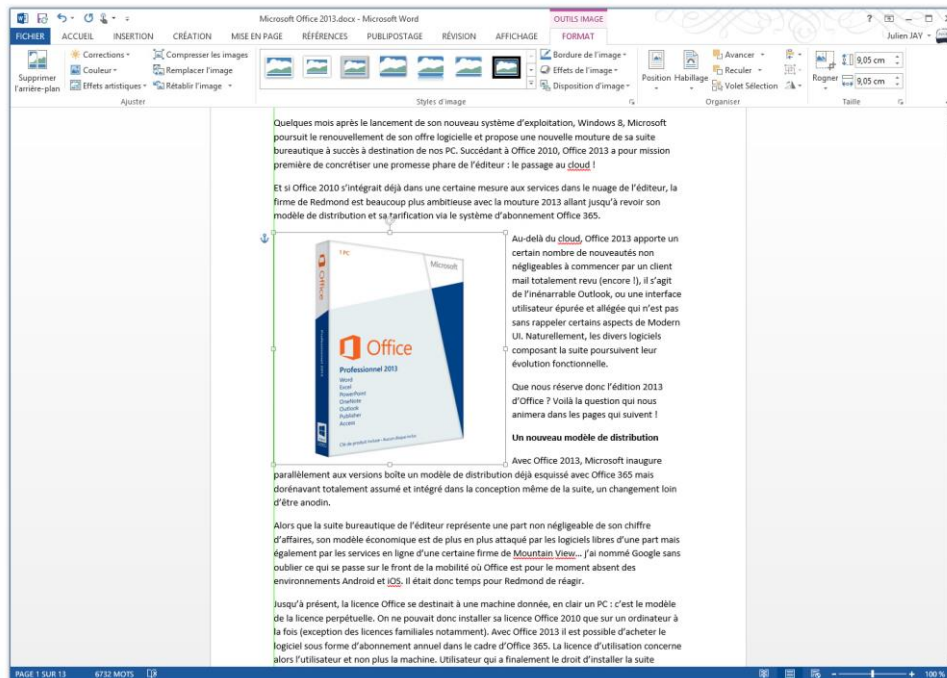 Microsoft Office 2013.docx - Microsoft Word
OUTILS IMAGE
FICHIER ACCUEIL INSERTION CRÉATION MISE EN PAGE RÉFÉRENCES PUBLIPOSTAGE RÉVISION AFFICHAGE FORMAT Julien JAY
Supprimer l'arrière-plan
Corrections
Couleur
Effets artistiques
Compresser les images
Remplacer l'image
Rétablir l'image
Ajuster
Styles d'image
Bordure de l'image
Effets de l'image
Disposition d'image
Position Habillage
Avancer
Reculer
Volet Sélection
Organiser
Rogner
9,05 cm
9,05 cm
Taille
Quelques mois après le lancement de son nouveau système d'exploitation, Windows 8, Microsoft
poursuit le renouvellement de son offre logicielle et propose une nouvelle mouture de sa suite
bureautique à succès à destination de nos PC. Succédant à Office 2010, Office 2013 a pour mission
première de concrétiser une promesse phare de l'éditeur : le passage au cloud !
Et si Office 2010 s'intégrait déjà dans une certaine mesure aux services dans le nuage de l'éditeur, la
firme de Redmond est beaucoup plus ambitieuse avec la mouture 2013 allant jusqu'à revoir son
modèle de distribution et sa tarification via le système d'abonnement Office 365.
1 PC
Microsoft
Office
Professionnel 2013
Office
Professionnel 2013
Word
Excel
PowerPoint
OneNote
Outlook
Publisher
Access
Clé de produit incluse - Aucun disque inclus
Au-delà du cloud, Office 2013 apporte un
certain nombre de nouveautés non
négligeables à commencer par un client
mail totalement revu (encore !), il s'agit
de l'inénarrable Outlook, ou une interface
utilisateur épurée et allégée qui n'est pas
sans rappeler certains aspects de Modern
UI. Naturellement, les divers logiciels
composant la suite poursuivent leur
évolution fonctionnelle.
Que nous réserve donc l'édition 2013
d'Office ? Voilà la question qui nous
animera dans les pages qui suivent !
Un nouveau modèle de distribution
Avec Office 2013, Microsoft inaugure
parallèlement aux versions boîte un modèle de distribution déjà esquissé avec Office 365 mais
dorénavant totalement assumé et intégré dans la conception même de la suite, un changement loin
d'être anodin.
Alors que la suite bureautique de l'éditeur représente une part non négligeable de son chiffre
d'affaires, son modèle économique est de plus en plus attaqué par les logiciels libres d'une part mais
également par les services en ligne d'une certaine firme de Mountain View... j'ai nommé Google sans
oublier ce qui se passe sur le front de la mobilité où Office est pour le moment absent des
environnements Android et iOS. Il était donc temps pour Redmond de réagir.
Jusqu'à présent, la licence Office se destinait à une machine donnée, en clair un PC : c'est le modèle
de la licence perpétuelle. On ne pouvait donc installer sa licence Office 2010 que sur un ordinateur à
la fois (exception des licences familiales notamment). Avec Office 2013 il est possible d'acheter le
logiciel sous forme d'abonnement annuel dans le cadre d'Office 365. La licence d'utilisation concerne
alors l'utilisateur et non plus la machine. Utilisateur qui a finalement le droit d'installer la suite
PAGE 1 SUR 13 6732 MOTS 100 %